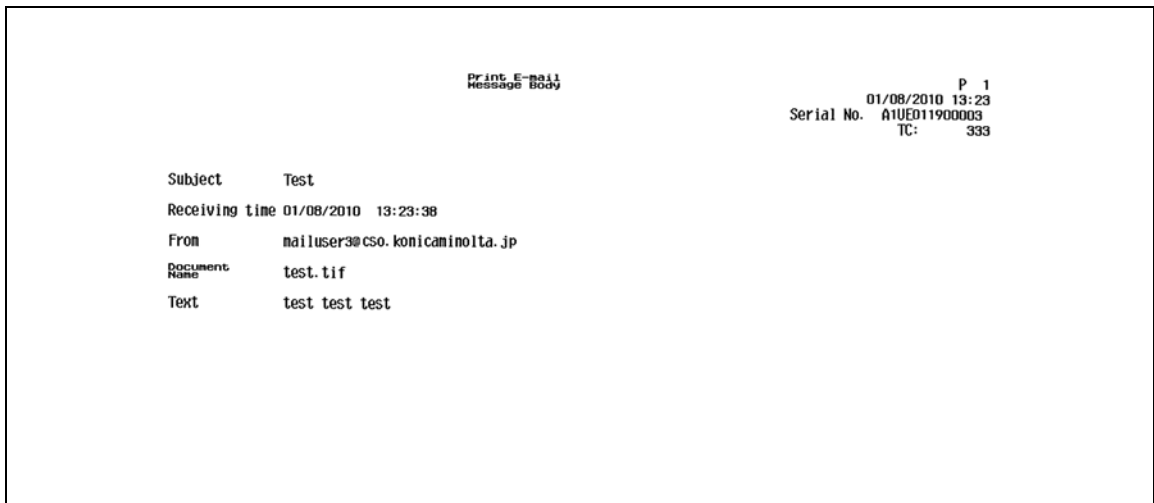 Print E-mail
Message Body
P 1
01/08/2010 13:23
Serial No. A1UE011900003
TC: 333
Subject Test
Receiving time 01/08/2010 13:23:38
From mailuser3@cso.konicaminolta.jp
Document
Name test.tif
Text test test test